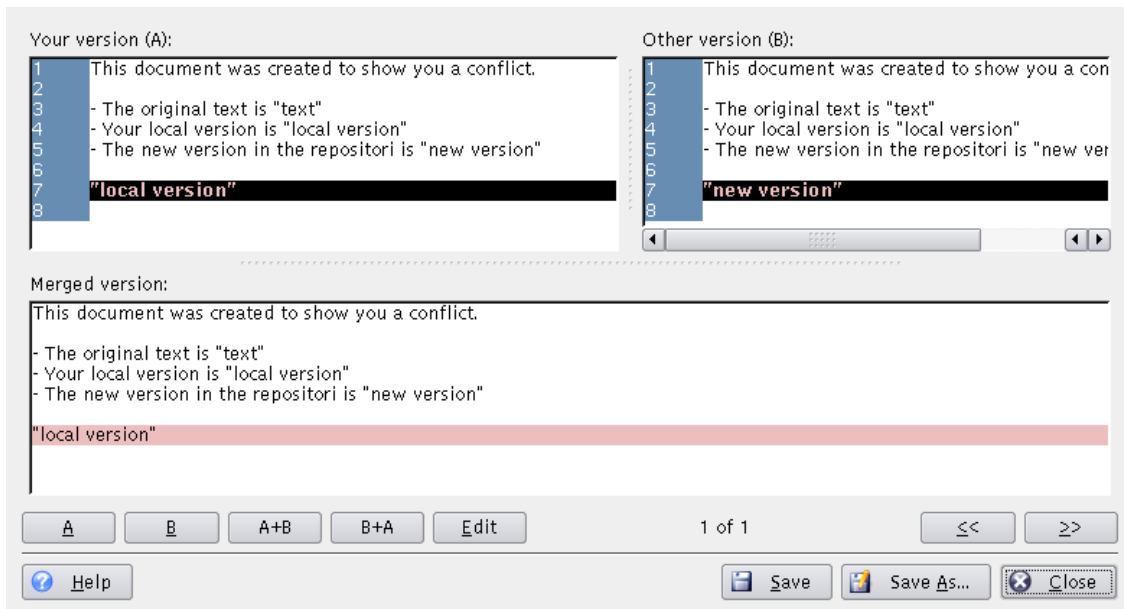 Your version (A):
1 This document was created to show you a conflict.
2
3 - The original text is "text"
4 - Your local version is "local version"
5 - The new version in the repositori is "new version"
6
7 "local version"
8
Other version (B):
1 This document was created to show you a con
2
3 - The original text is "text"
4 - Your local version is "local version"
5 - The new version in the repositori is "new ver
6
7 "new version"
8
Merged version:
This document was created to show you a conflict.
- The original text is "text"
- Your local version is "local version"
- The new version in the repositori is "new version"
"local version"
A B A+B B+A Edit 1 of 1 << >>
Help Save Save As... Close